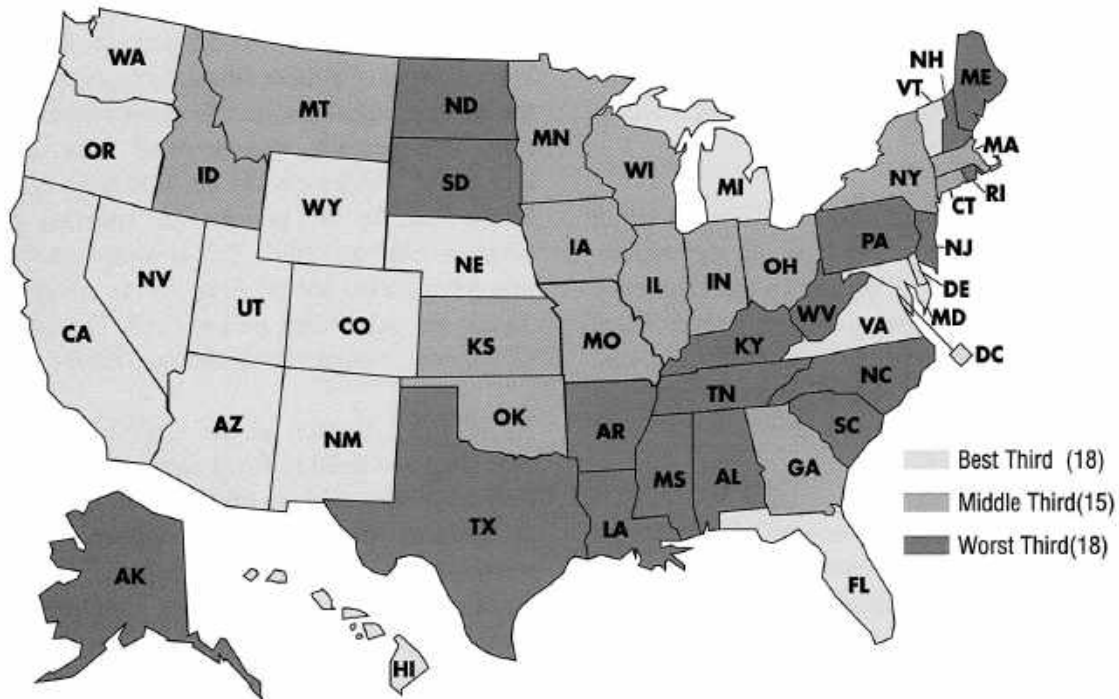 WA
OR
CA
NV
ID
MT
WY
UT
CO
AZ
NM
ND
SD
NE
KS
OK
TX
MN
IA
MO
AR
LA
WI
IL
MI
IN
OH
KY
TN
MS
AL
GA
FL
SC
NC
VA
WV
PA
NY
VT
NH
ME
MA
RI
CT
NJ
DE
MD
DC
AK
HI
Best Third (18)
Middle Third(15)
Worst Third(18)